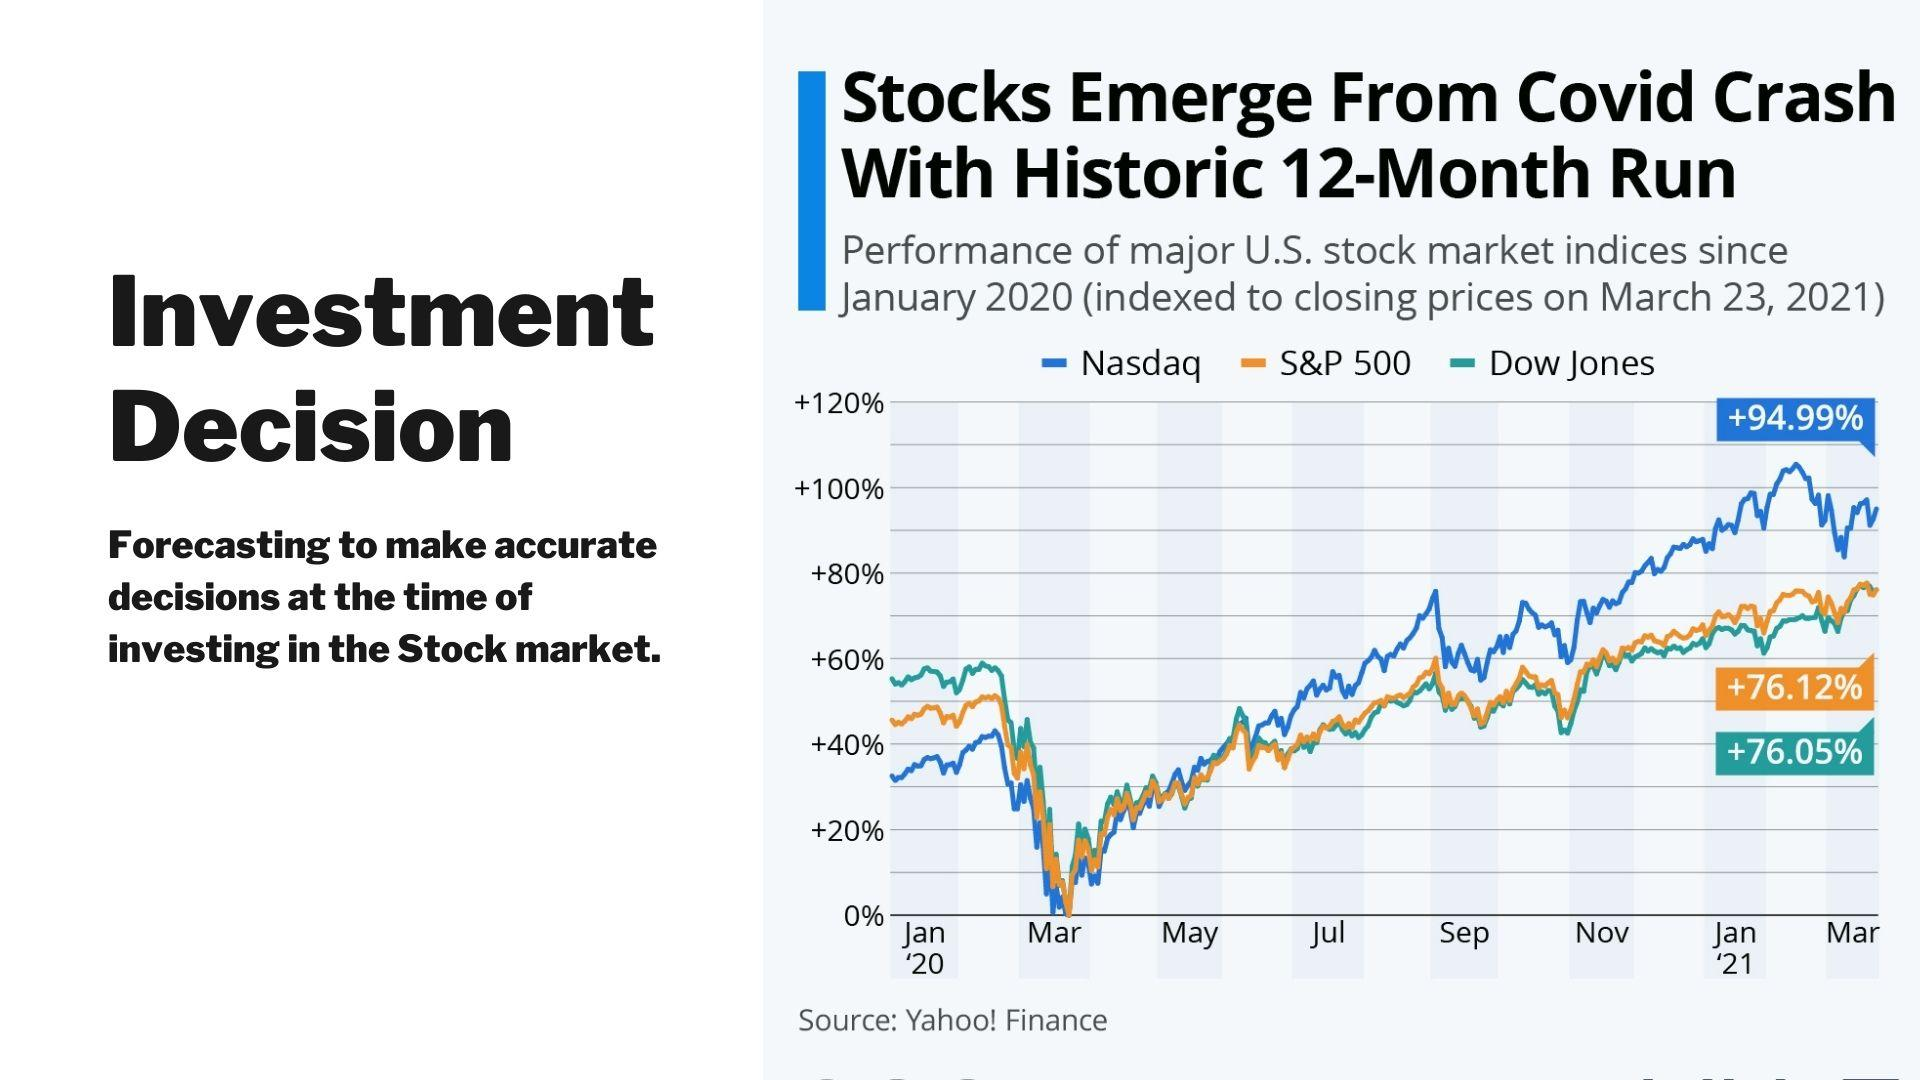 Investment
Decision
Forecasting to make accurate
decisions at the time of
investing in the Stock market.
Stocks Emerge From Covid Crash
With Historic 12-Month Run
Performance of major U.S. stock market indices since
January 2020 (indexed to closing prices on March 23, 2021)
Nasdaq S&P 500 Dow Jones
+120%
+100%
+80%
+60%
+40%
+20%
0%
+94.99%
+76.12%
+76.05%
Jan Mar May Jul Sep Nov Jan Mar
‘20 ‘21
Source: Yahoo! Finance